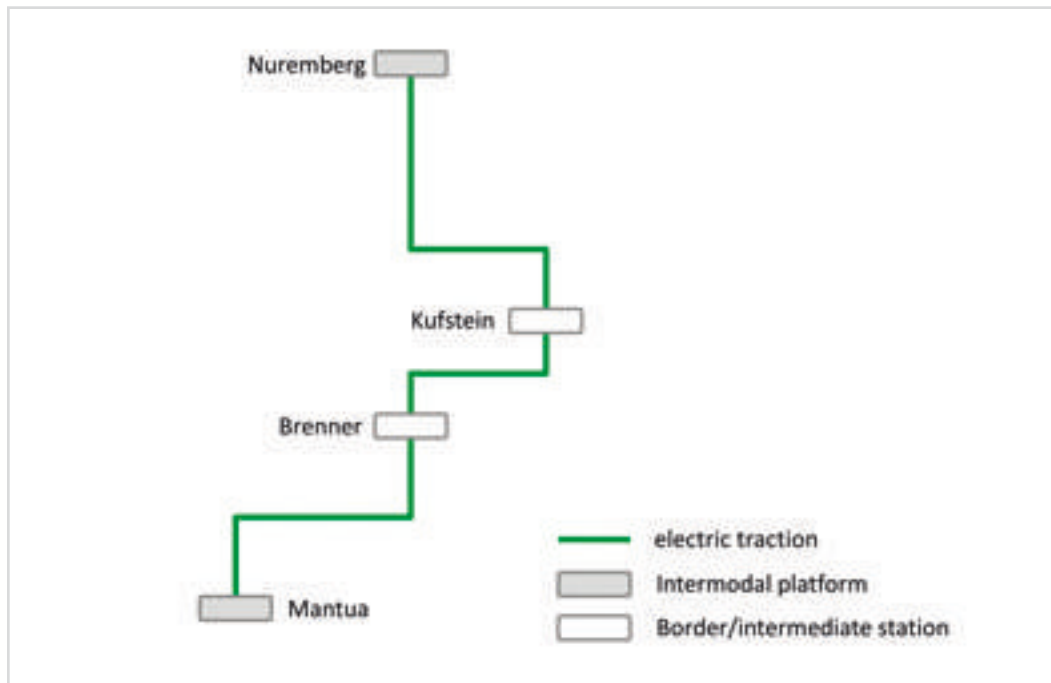 Nuremberg
Kufstein
Brenner
Mantua
electric traction
Intermodal platform
Border/intermediate station